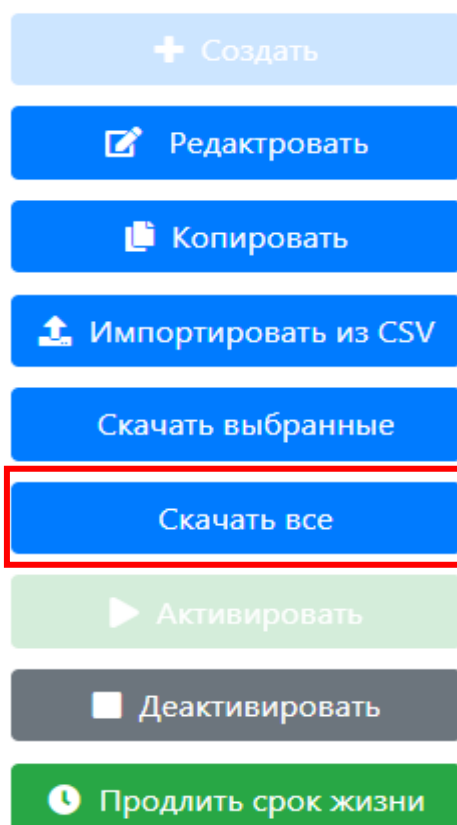 Создать
Редактровать
Копировать
Импортировать из CSV
Скачать выбранные
Скачать все
Активировать
Деактивировать
Продлить срок жизни